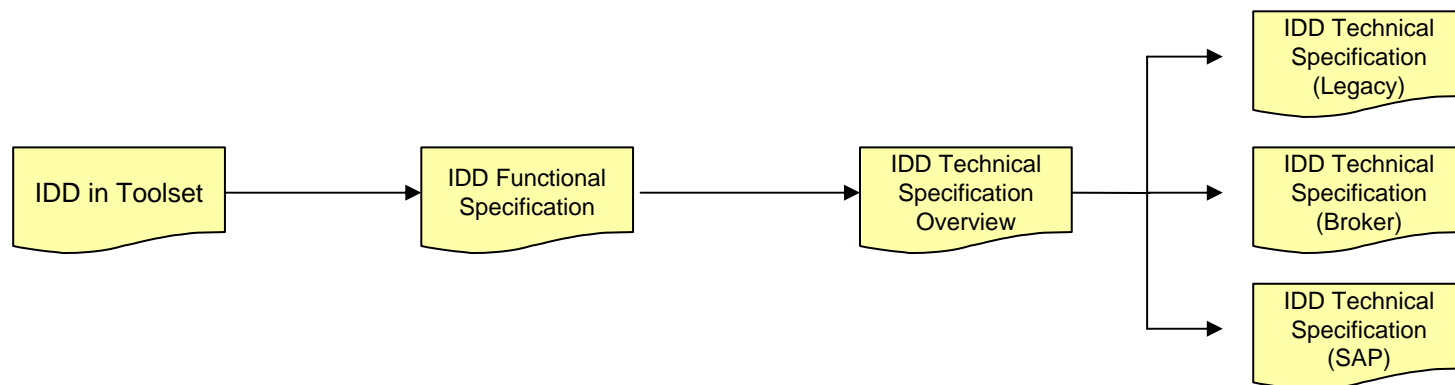 IDD in Toolset
IDD Functional
Specification
IDD Technical
Specification
Overview
IDD Technical
Specification
(Legacy)
IDD Technical
Specification
(Broker)
IDD Technical
Specification
(SAP)